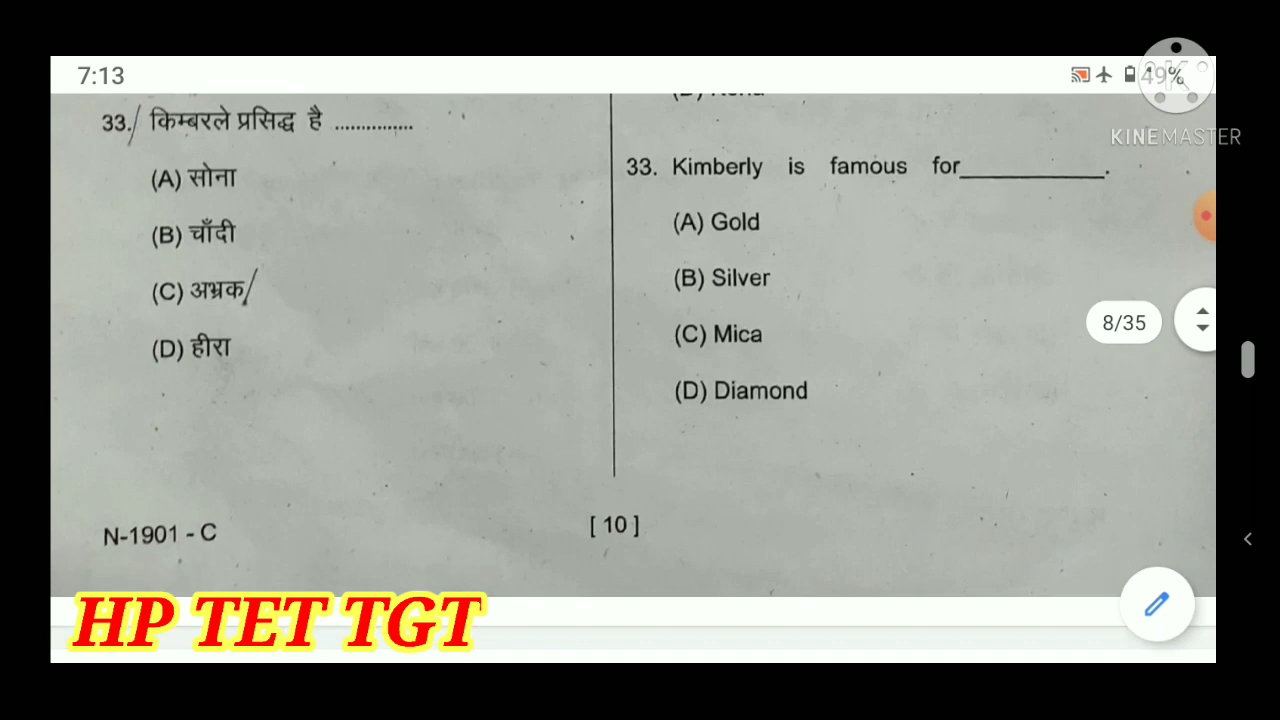 7:13
49%
KINEMASTER
33. किम्बरले प्रसिद्ध है ...............
(A) सोना
(B) चाँदी
(C) अभ्रक
(D) हीरा
33. Kimberly is famous for____________.
(A) Gold
(B) Silver
(C) Mica
(D) Diamond
8/35
N-1901 - C
[ 10 ]
HP TET TGT